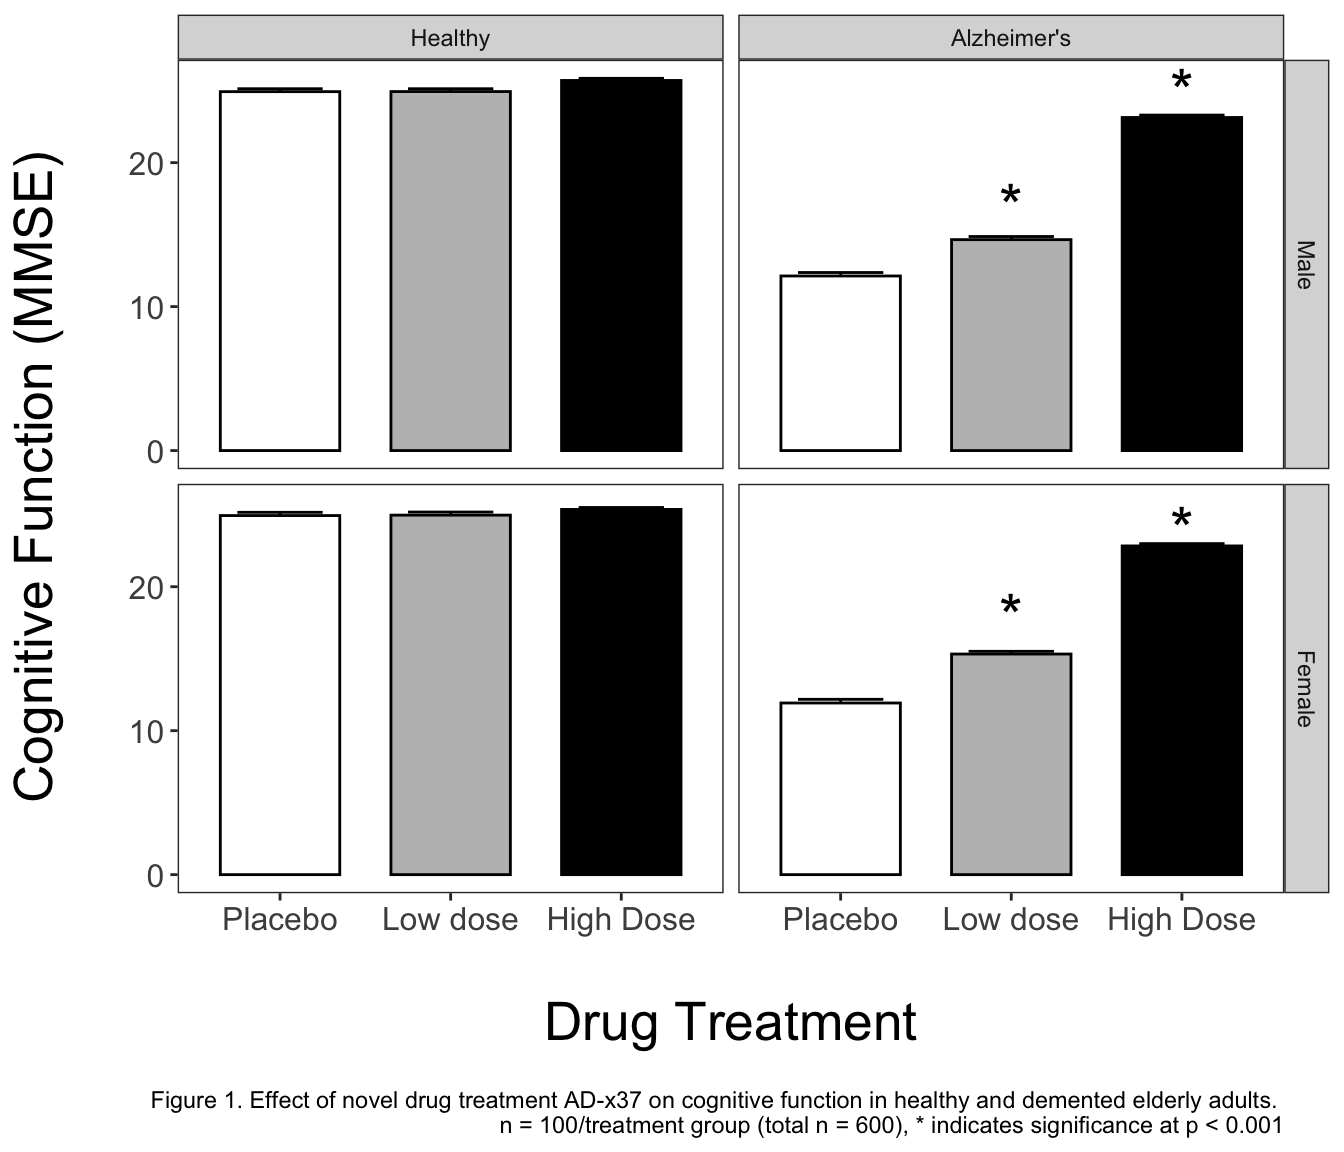 Healthy
Alzheimer's
Cognitive Function (MMSE)
20
10
0
*
*
Male
20
10
0
*
*
Female
Placebo
Low dose
High Dose
Placebo
Low dose
High Dose
Drug Treatment
Figure 1. Effect of novel drug treatment AD-x37 on cognitive function in healthy and demented elderly adults.
n = 100/treatment group (total n = 600), * indicates significance at p < 0.001